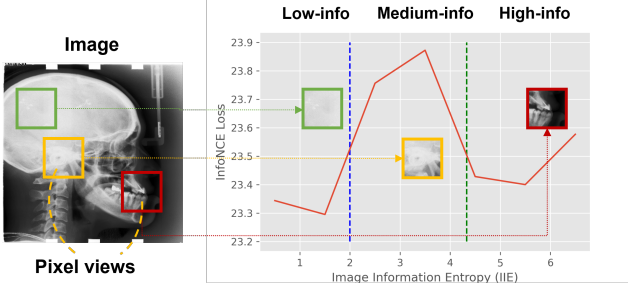 Low-info Medium-info High-info
Image
23.9
23.8
23.7
23.6
23.5
23.4
23.3
23.2
InfoNCE Loss
1 2 3 4 5 6
Image Information Entropy (IIE)
Pixel views